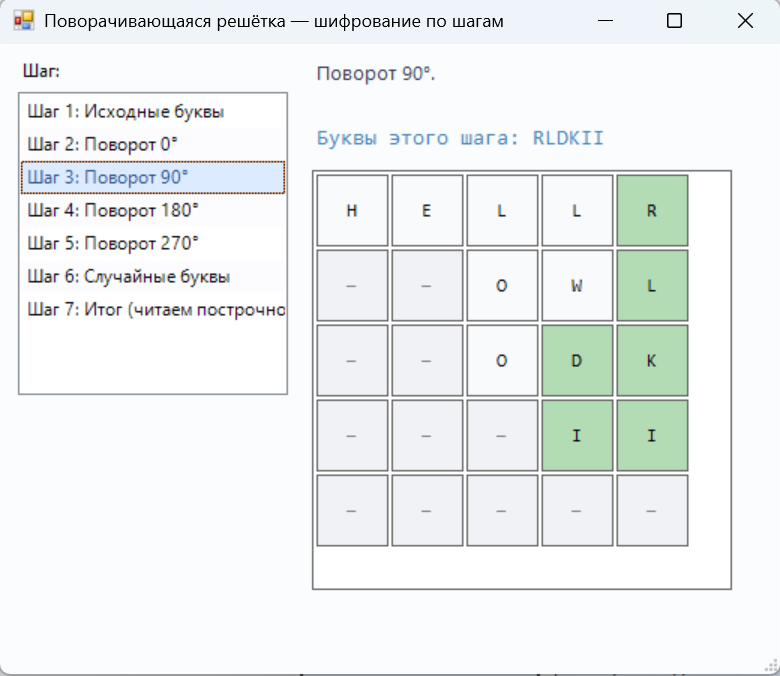 Поворачивающаяся решётка — шифрование по шагам
Шаг:
Шаг 1: Исходные буквы
Шаг 2: Поворот 0°
Шаг 3: Поворот 90°
Шаг 4: Поворот 180°
Шаг 5: Поворот 270°
Шаг 6: Случайные буквы
Шаг 7: Итог (читаем построчно
Поворот 90°.
Буквы этого шага: RLDKII
H E L L R
– – O W L
– – O D K
– – – I I
– – – – –